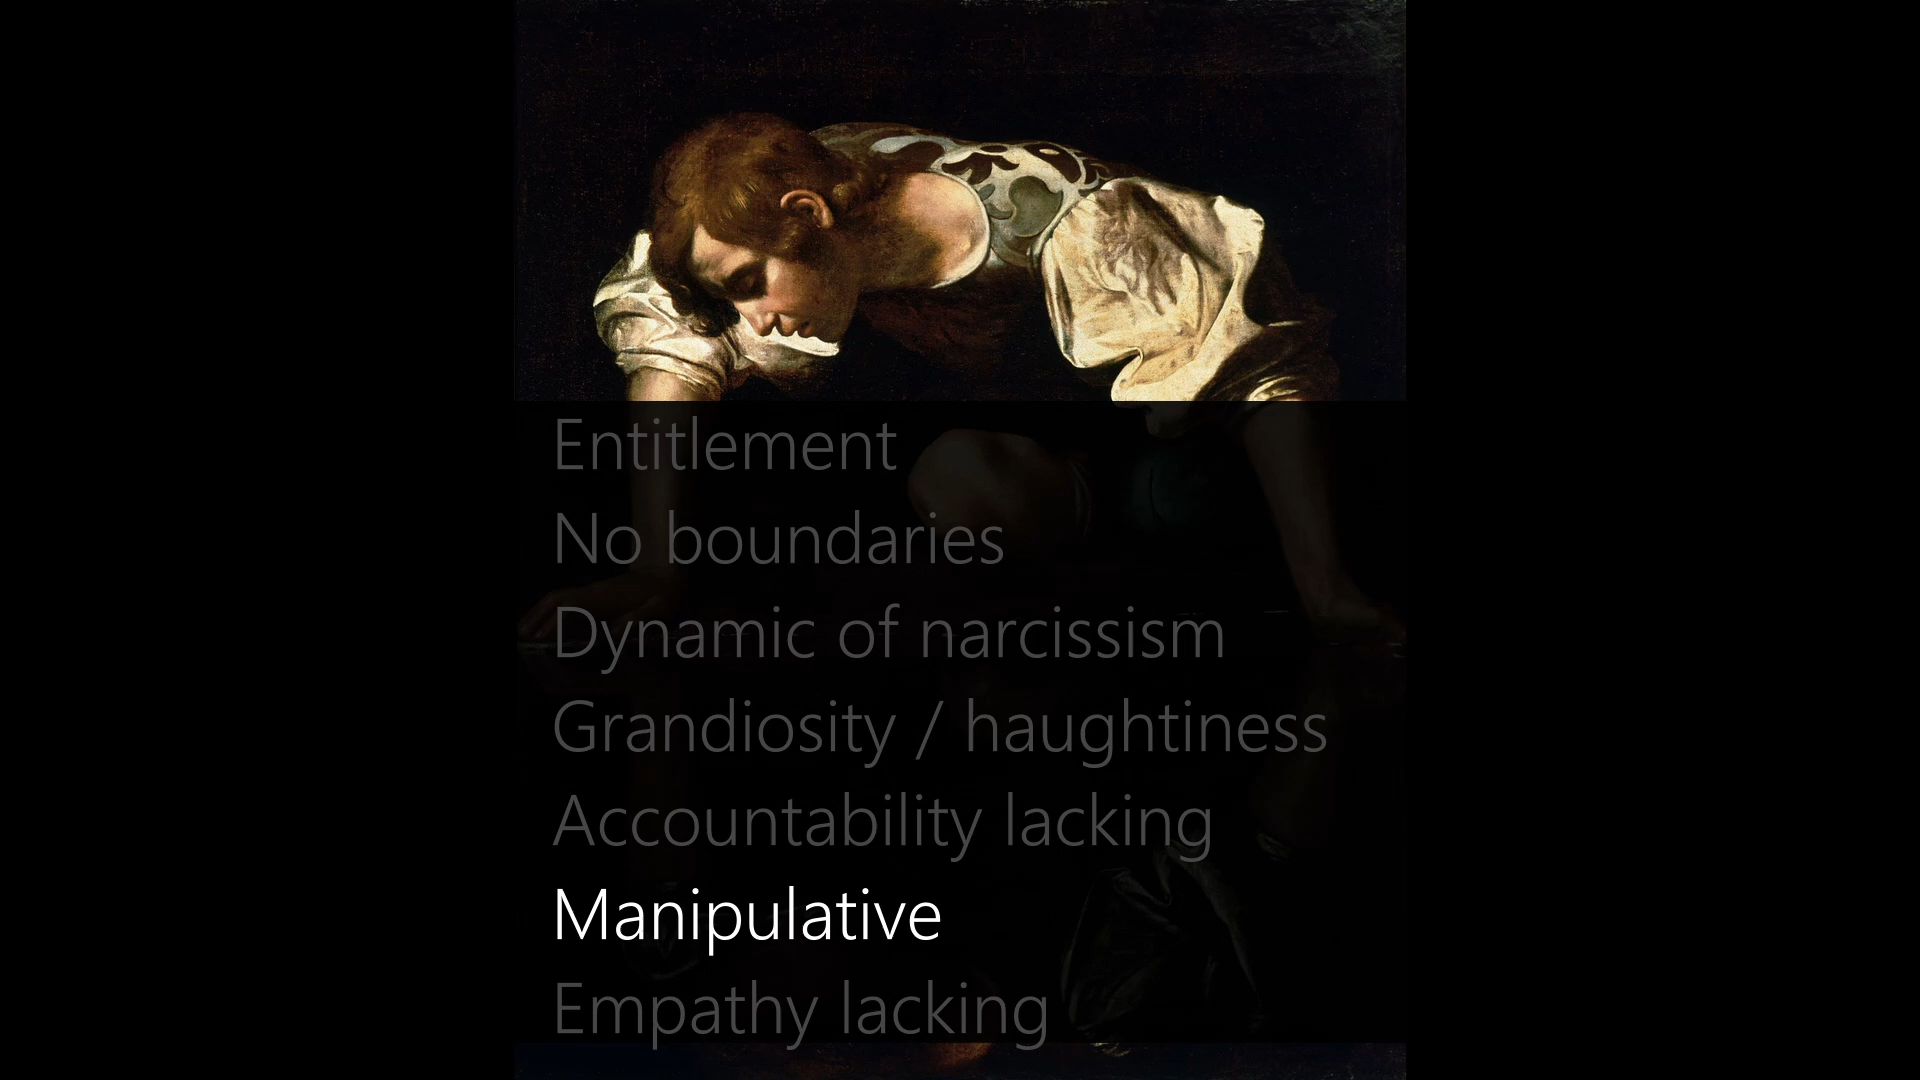 Entitlement
No boundaries
Dynamic of narcissism
Grandiosity / haughtiness
Accountability lacking
Manipulative
Empathy lacking